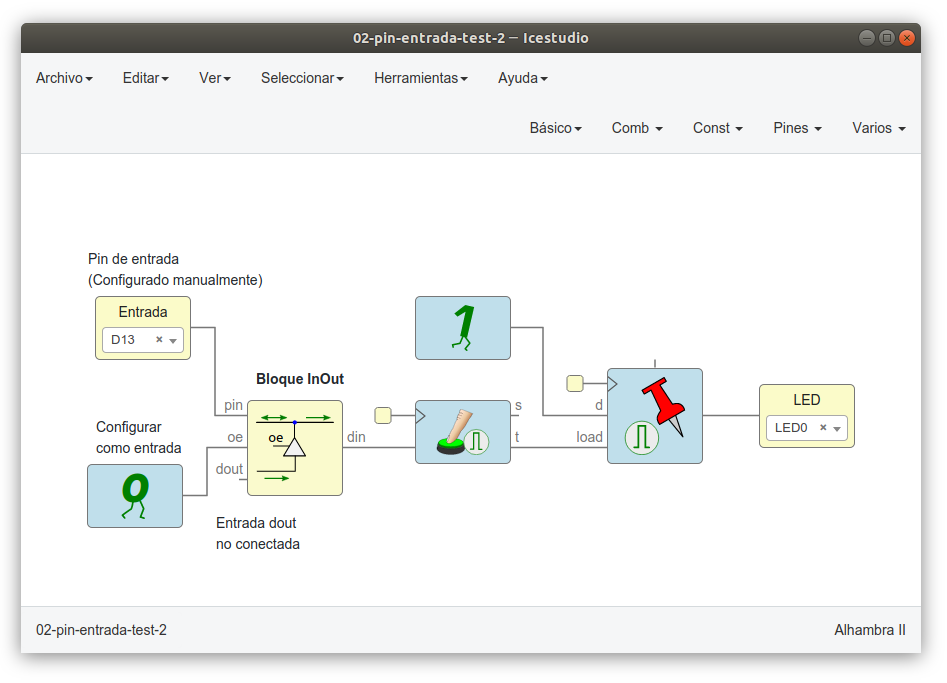 02-pin-entrada-test-2 — Icestudio
Archivo Editar Ver Seleccionar Herramientas Ayuda
Básico Comb Const Pines Varios
Pin de entrada
(Configurado manualmente)
Entrada
D13 ×
1
Bloque InOut
LED
LED0 ×
pin
s
d
Configurar
como entrada
oe
oe
din
t
load
dout
0
Entrada dout
no conectada
02-pin-entrada-test-2
Alhambra II